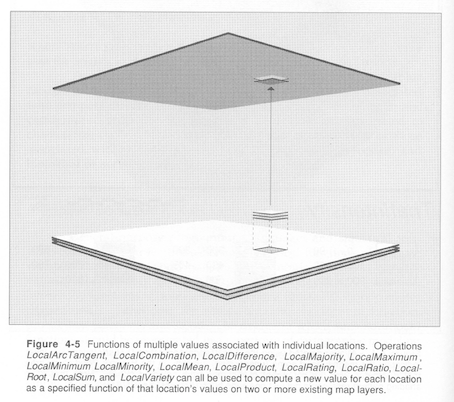 Figure 4-5 Functions of multiple values associated with individual locations. Operations
LocalArcTangent, LocalCombination, LocalDifference, LocalMajority, LocalMaximum,
LocalMinimum LocalMinority, LocalMean, LocalProduct, LocalRating, LocalRatio, Local-
Root, LocalSum, and LocalVariety can all be used to compute a new value for each location
as a specified function of that location's values on two or more existing map layers.